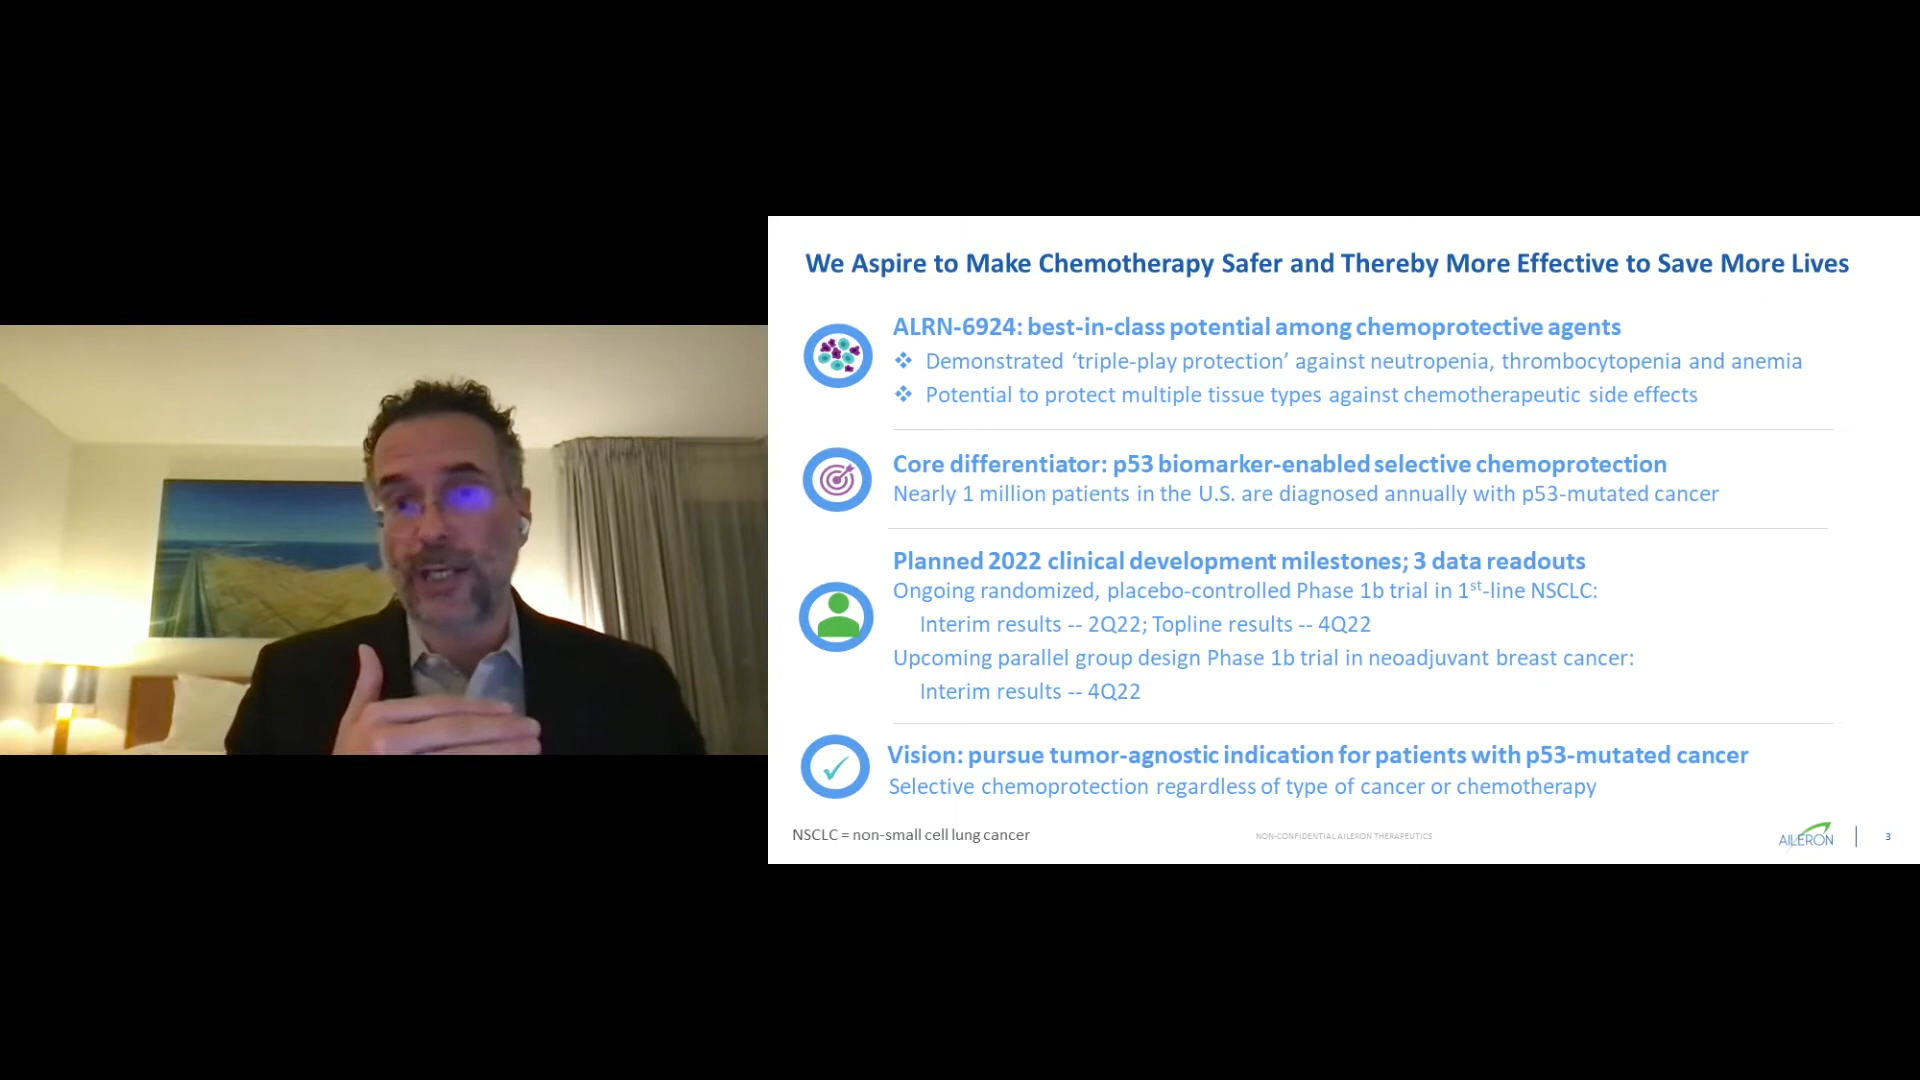 We Aspire to Make Chemotherapy Safer and Thereby More Effective to Save More Lives
ALRN-6924: best-in-class potential among chemoprotective agents
❖ Demonstrated ‘triple-play protection’ against neutropenia, thrombocytopenia and anemia
❖ Potential to protect multiple tissue types against chemotherapeutic side effects
Core differentiator: p53 biomarker-enabled selective chemoprotection
Nearly 1 million patients in the U.S. are diagnosed annually with p53-mutated cancer
Planned 2022 clinical development milestones; 3 data readouts
Ongoing randomized, placebo-controlled Phase 1b trial in 1st-line NSCLC:
Interim results -- 2Q22; Topline results -- 4Q22
Upcoming parallel group design Phase 1b trial in neoadjuvant breast cancer:
Interim results -- 4Q22
Vision: pursue tumor-agnostic indication for patients with p53-mutated cancer
Selective chemoprotection regardless of type of cancer or chemotherapy
NSCLC = non-small cell lung cancer
NON-CONFIDENTIAL AILERON THERAPEUTICS
AILERON
3